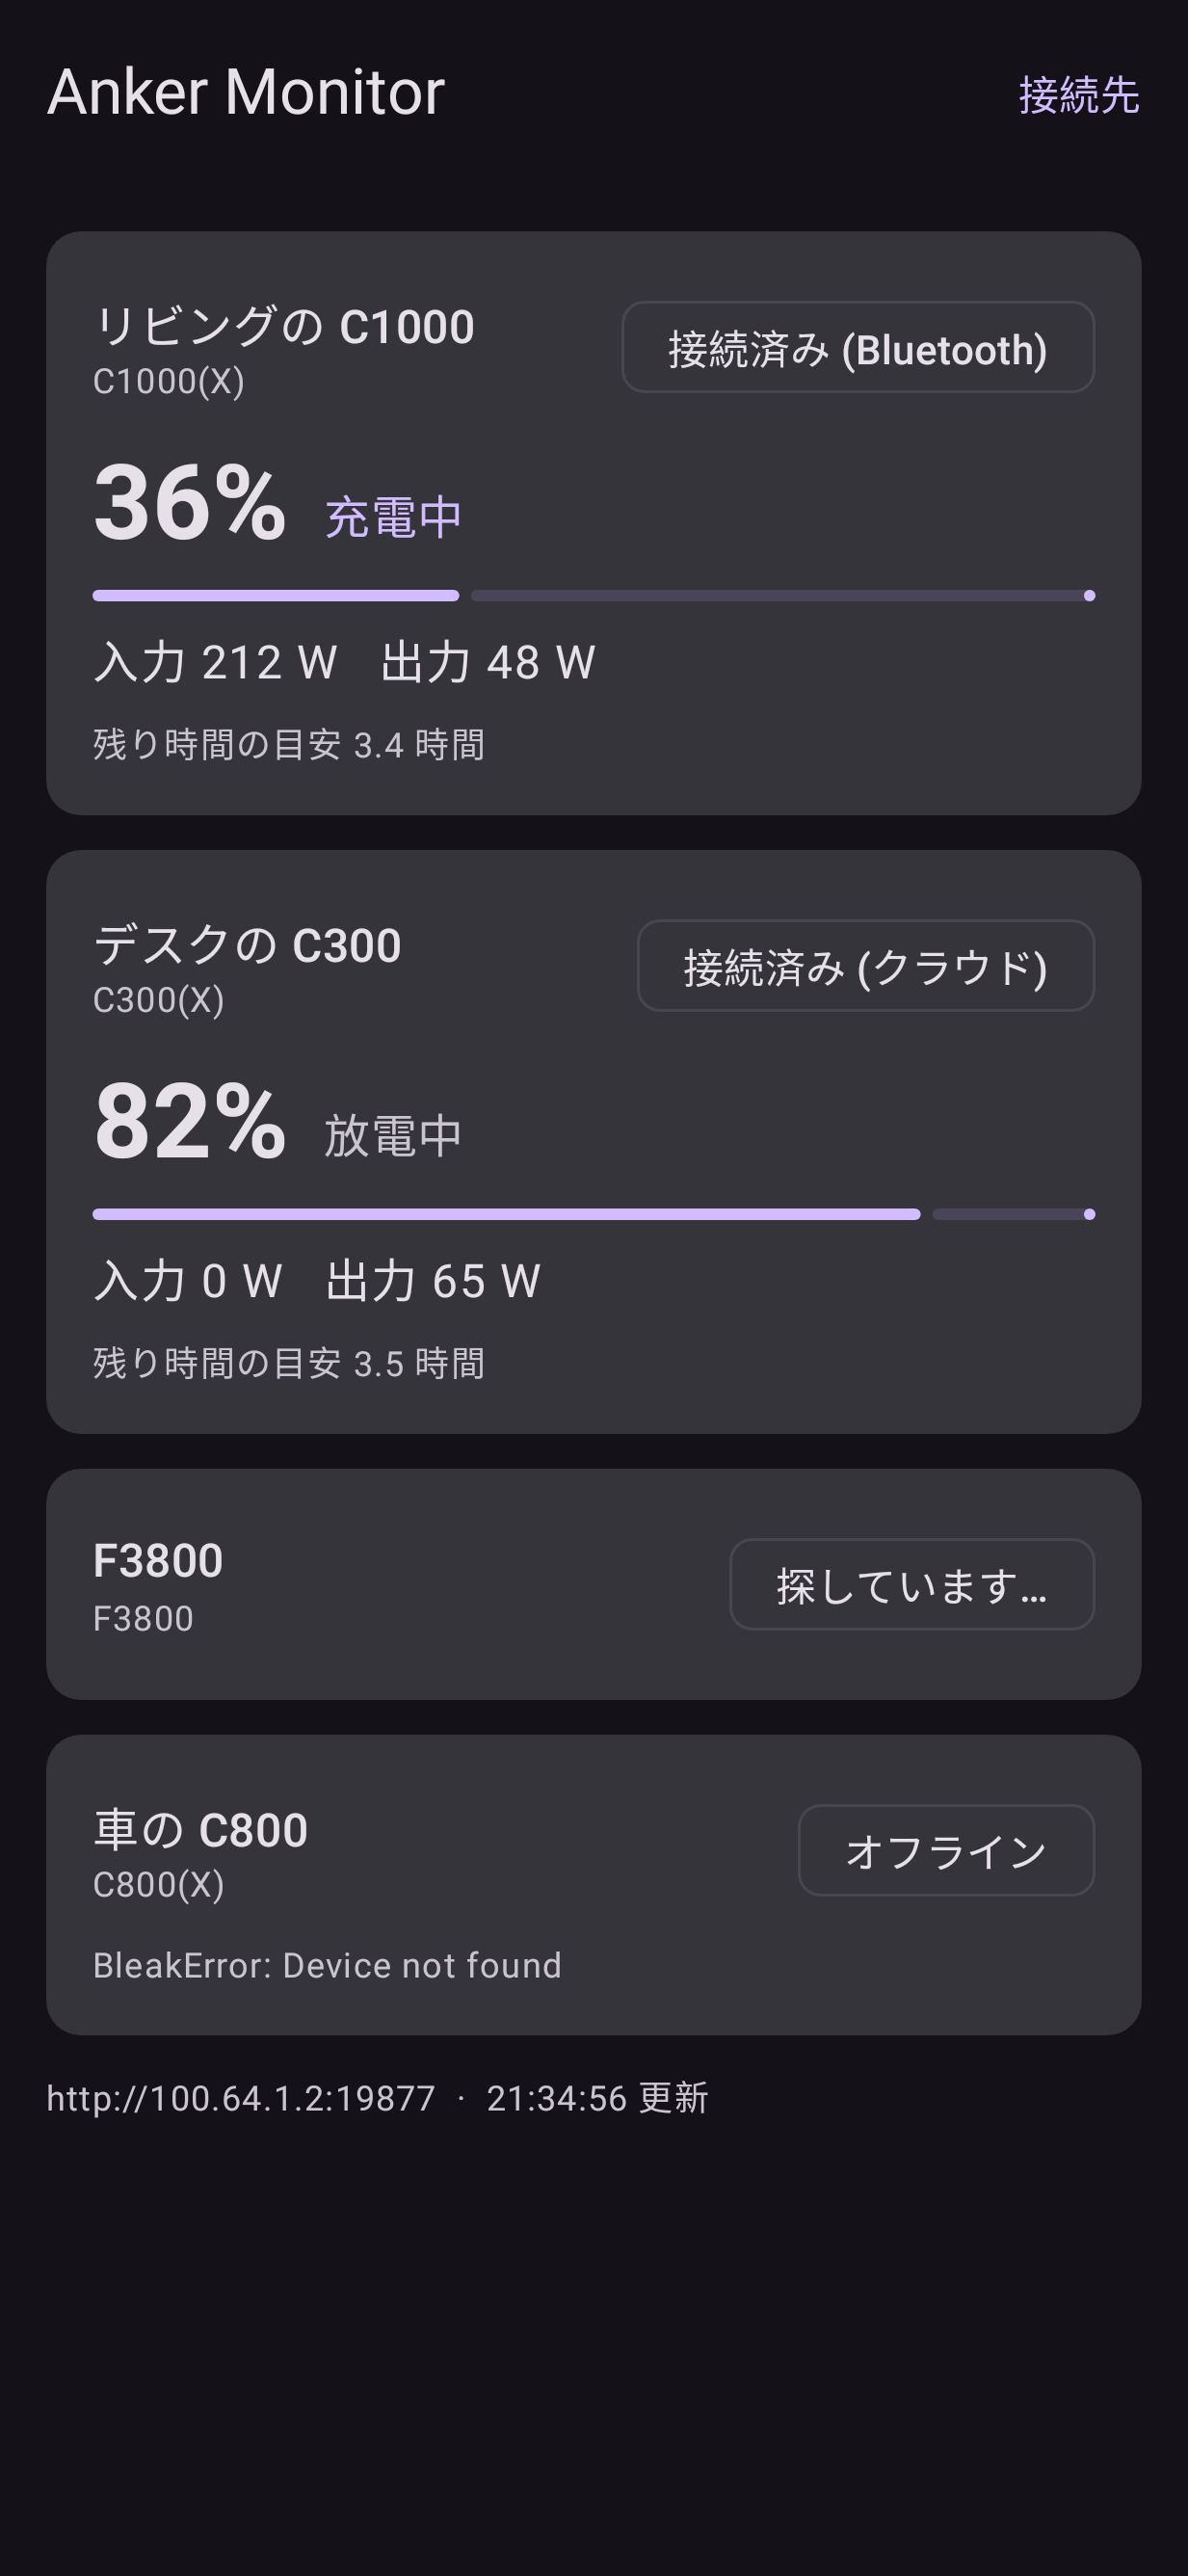 Anker Monitor
接続先
リビングの C1000
C1000(X)
接続済み (Bluetooth)
36% 充電中
入力 212 W 出力 48 W
残り時間の目安 3.4 時間
デスクの C300
C300(X)
接続済み (クラウド)
82% 放電中
入力 0 W 出力 65 W
残り時間の目安 3.5 時間
F3800
F3800
探しています…
車の C800
C800(X)
オフライン
BleakError: Device not found
http://100.64.1.2:19877 · 21:34:56 更新